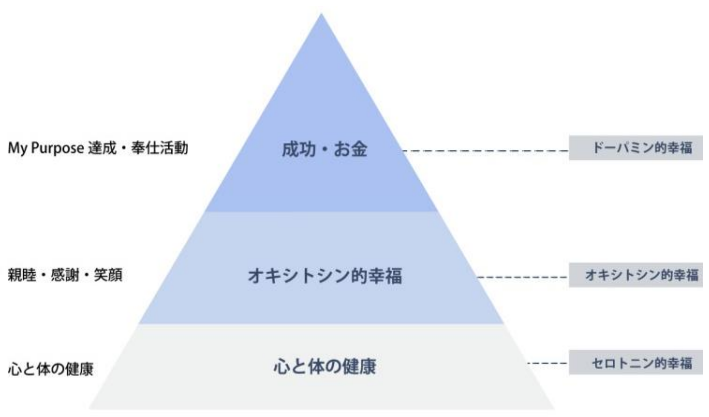 My Purpose 達成・奉仕活動
成功・お金
ドーパミン的幸福
親睦・感謝・笑顔
オキシトシン的幸福
オキシトシン的幸福
心と体の健康
心と体の健康
セロトニン的幸福